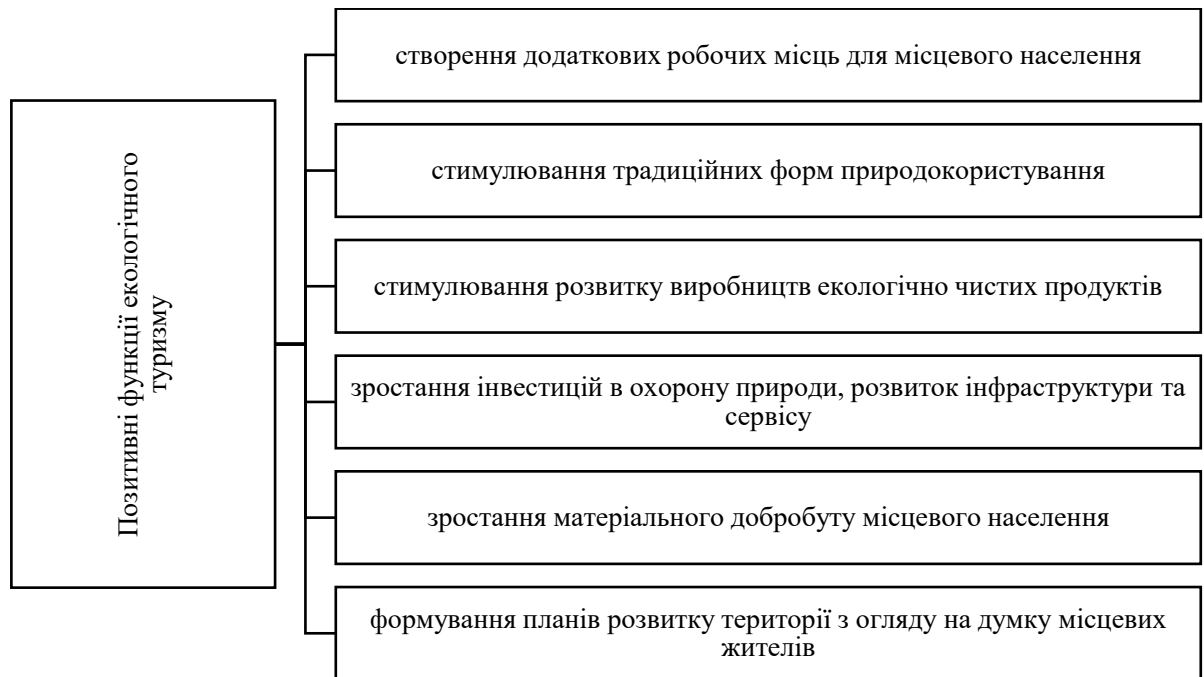 Позитивні функції екологічного
туризму
створення додаткових робочих місць для місцевого населення
стимулювання традиційних форм природокористування
стимулювання розвитку виробництв екологічно чистих продуктів
зростання інвестицій в охорону природи, розвиток інфраструктури та
сервісу
зростання матеріального добробуту місцевого населення
формування планів розвитку території з огляду на думку місцевих
жителів